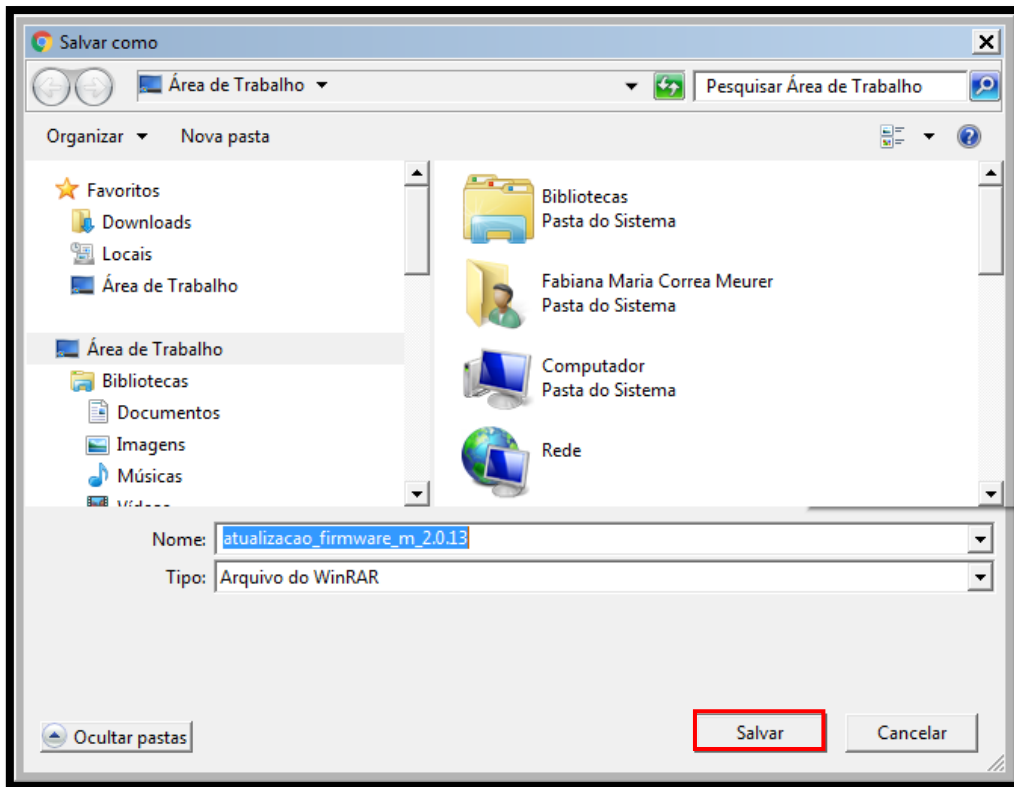 Salvar como
Área de Trabalho
Pesquisar Área de Trabalho
Organizar
Nova pasta
Favoritos
Downloads
Locais
Área de Trabalho
Área de Trabalho
Bibliotecas
Documentos
Imagens
Músicas
Bibliotecas
Pasta do Sistema
Fabiana Maria Correa Meurer
Pasta do Sistema
Computador
Pasta do Sistema
Rede
Nome: atualizacao_firmware_m_2.0.13
Tipo: Arquivo do WinRAR
Ocultar pastas
Salvar
Cancelar